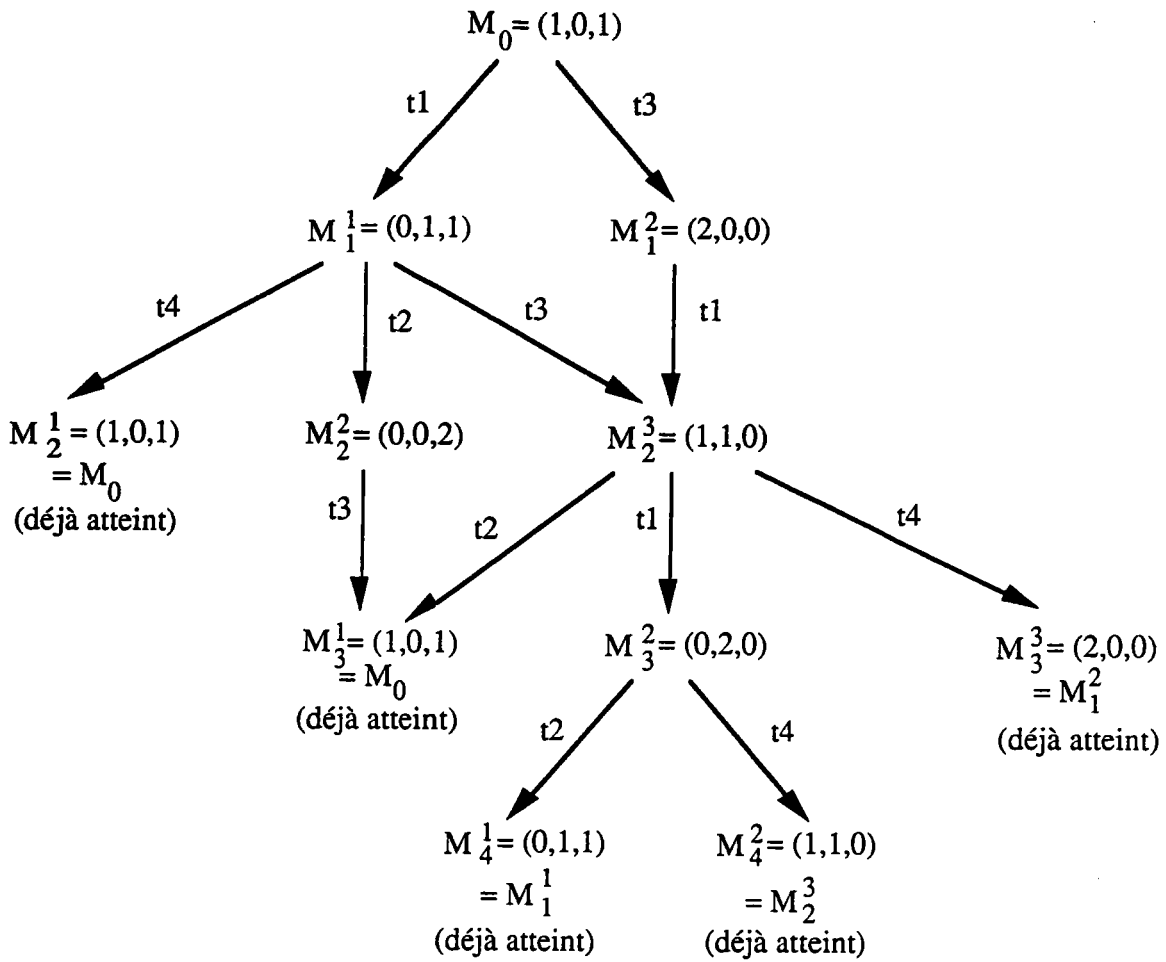 M₀= (1,0,1)
t1
t3
M¹₁= (0,1,1)
M²₁= (2,0,0)
t4
t2
t3
t1
M¹₂= (1,0,1)
= M₀
(déjà atteint)
M²₂= (0,0,2)
M³₂= (1,1,0)
t3
t2
t1
t4
M¹₃= (1,0,1)
= M₀
(déjà atteint)
M²₃= (0,2,0)
M³₃= (2,0,0)
= M²₁
(déjà atteint)
t2
t4
M¹₄= (0,1,1)
= M¹₁
(déjà atteint)
M²₄= (1,1,0)
= M³₂
(déjà atteint)